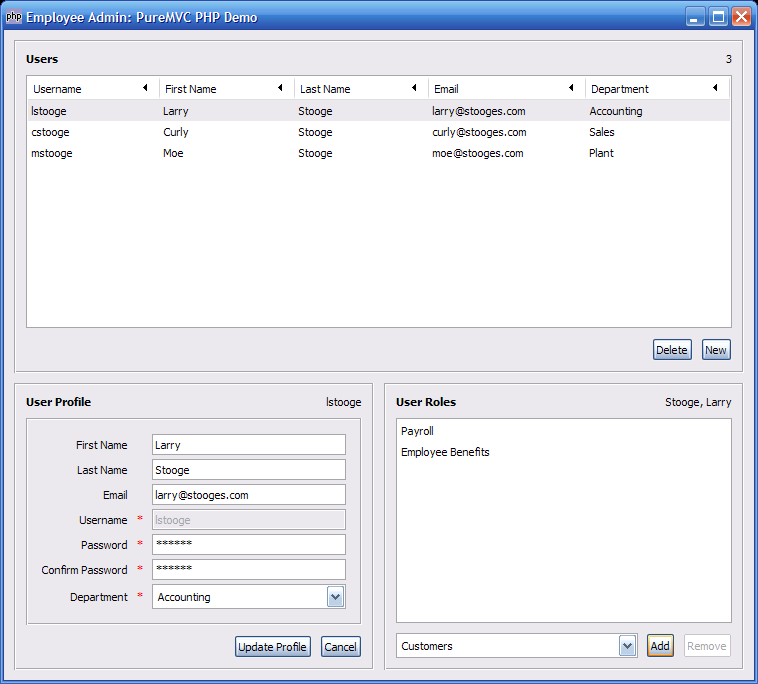 php Employee Admin: PureMVC PHP Demo
Users 3
Username First Name Last Name Email Department
lstooge Larry Stooge larry@stooges.com Accounting
cstooge Curly Stooge curly@stooges.com Sales
mstooge Moe Stooge moe@stooges.com Plant
Delete New
User Profile lstooge
First Name Larry
Last Name Stooge
Email larry@stooges.com
Username * lstooge
Password * ******
Confirm Password * ******
Department * Accounting
Update Profile Cancel
User Roles Stooge, Larry
Payroll
Employee Benefits
Customers Add Remove